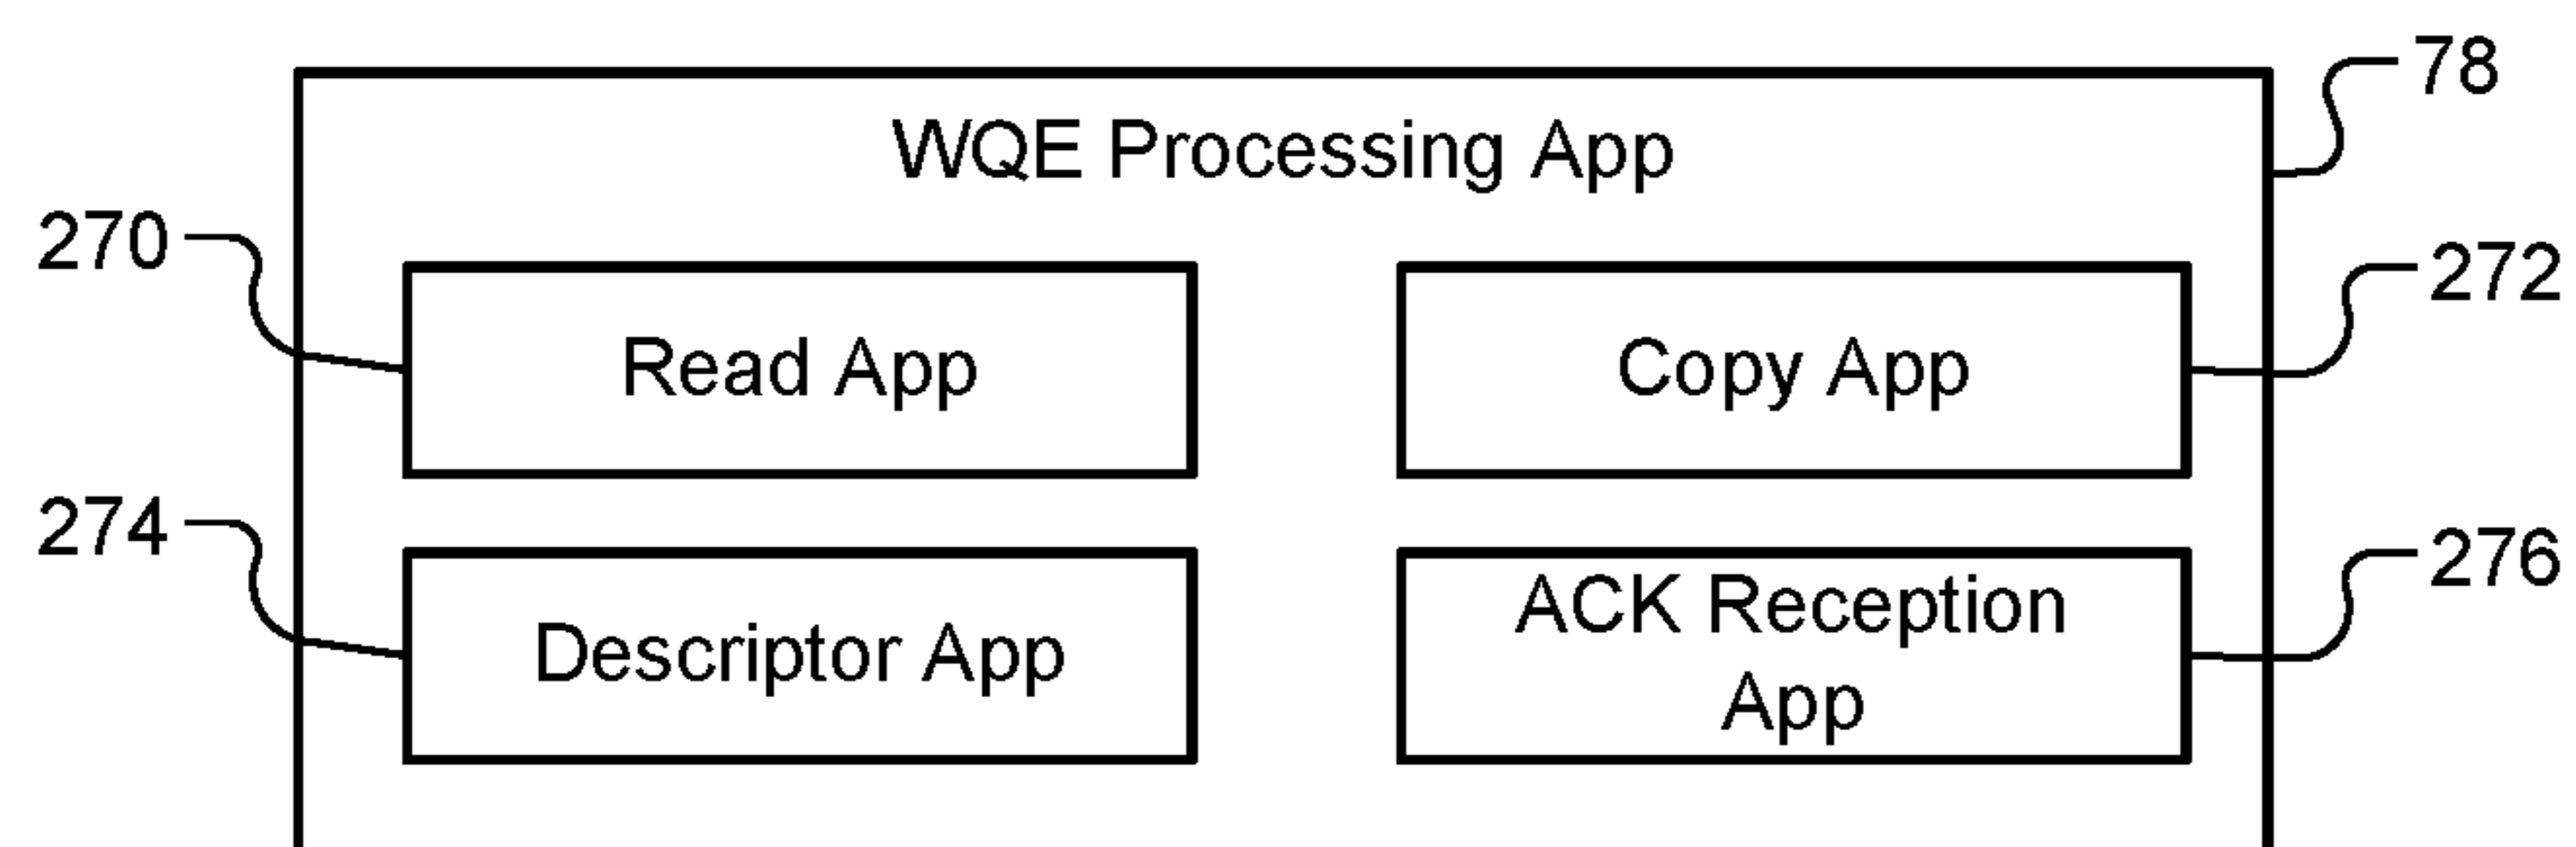 78
WQE Processing App
270
272
Read App
Copy App
274
276
Descriptor App
ACK Reception
App